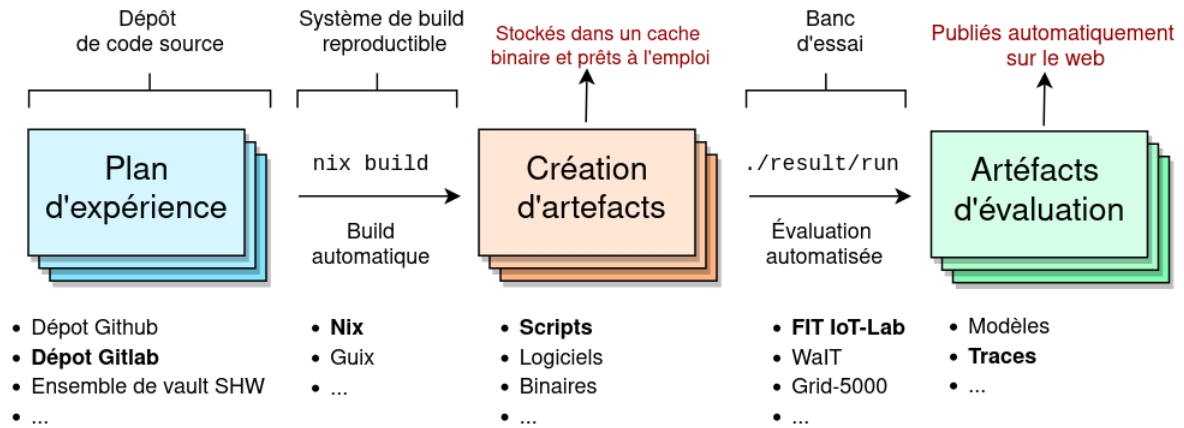 Dépôt
de code source
Système de build
reproductible
Stockés dans un cache
binaire et prêts à l'emploi
Banc
d'essai
Publiés automatiquement
sur le web
Plan
d'expérience
nix build
Build
automatique
Création
d'artefacts
./result/run
Évaluation
automatisée
Artéfacts
d'évaluation
• Dépot Github
• Dépot Gitlab
• Ensemble de vault SHW
• ...
• Nix
• Guix
• ...
• Scripts
• Logiciels
• Binaires
• ...
• FIT IoT-Lab
• WaIT
• Grid-5000
• ...
• Modèles
• Traces
• ...